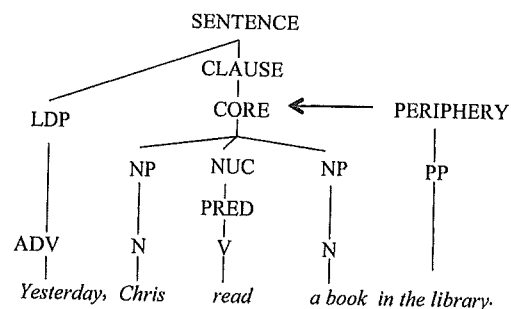 SENTENCE
CLAUSE
LDP CORE PERIPHERY
NP NUC NP PP
PRED
ADV N V N
Yesterday, Chris read a book in the library.